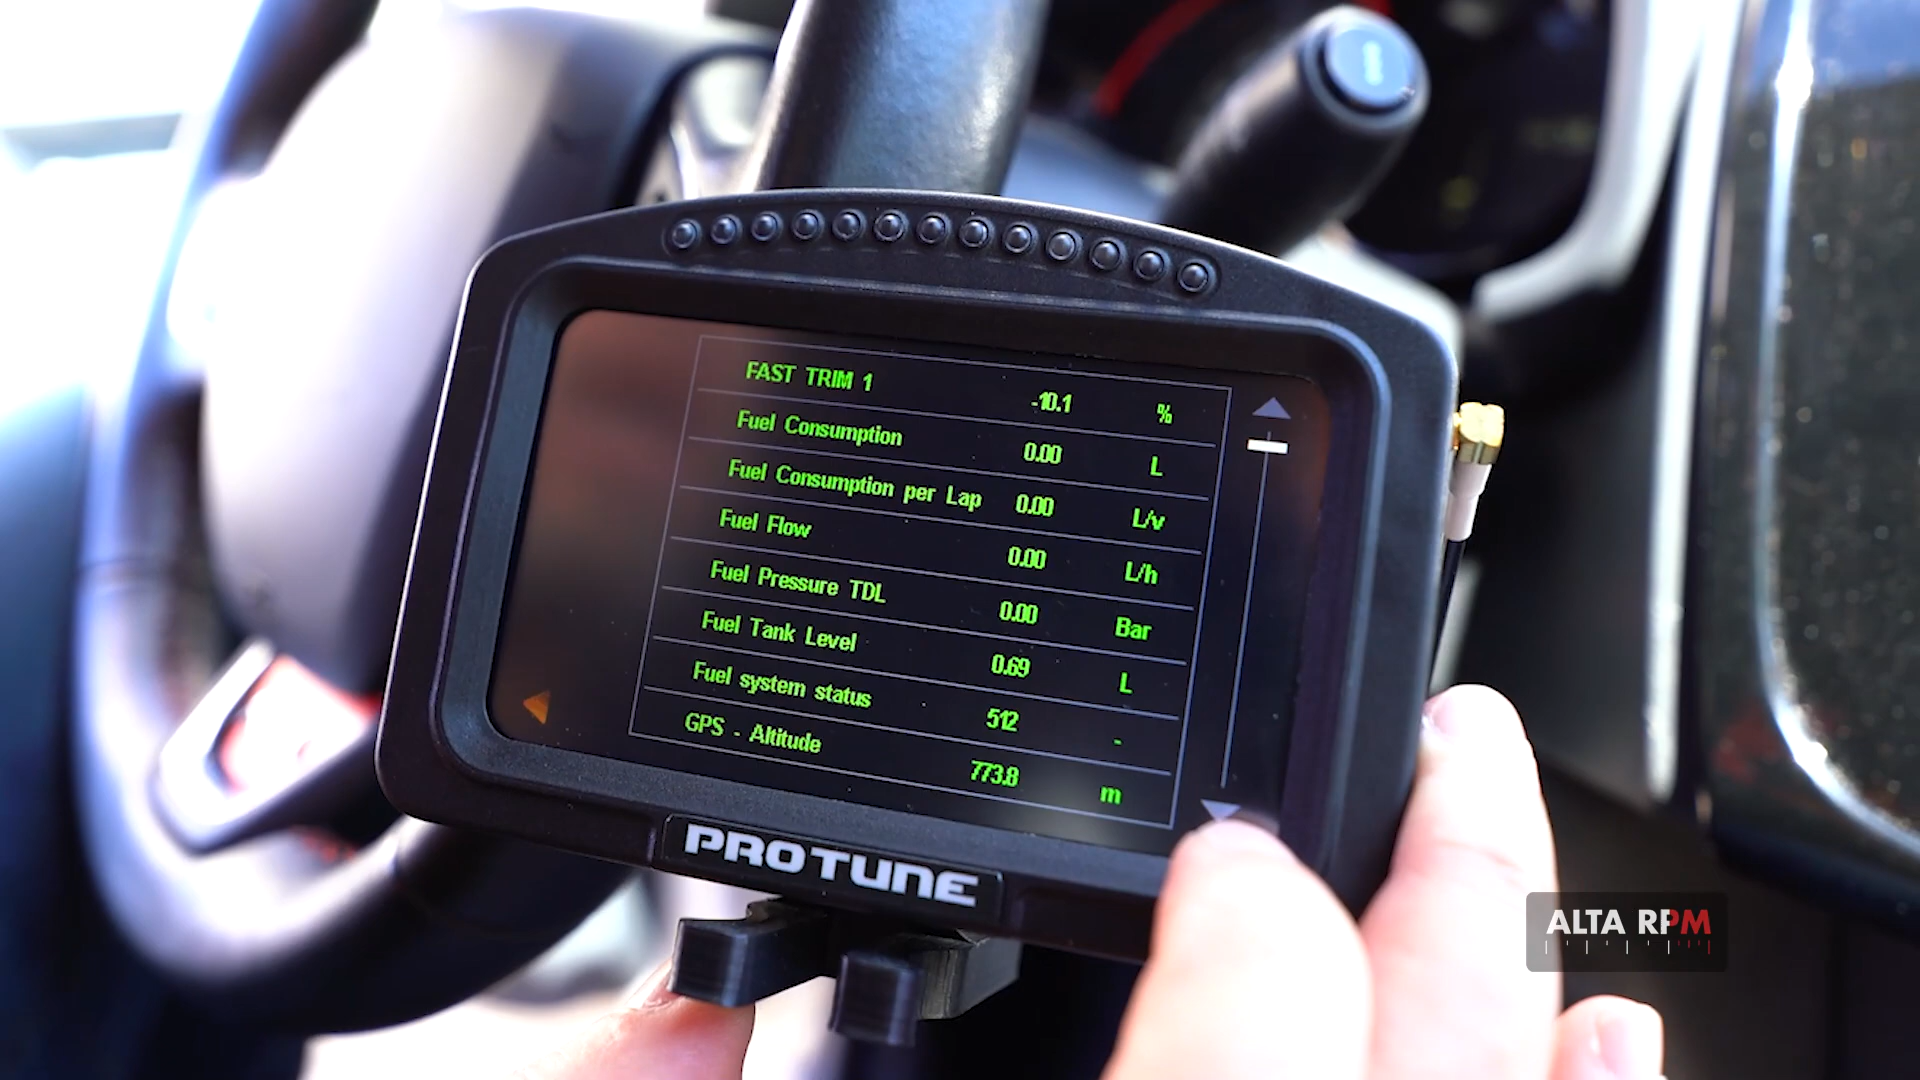 FAST TRIM 1 -10.1 %
Fuel Consumption 0.00 L
Fuel Consumption per Lap 0.00 L/v
Fuel Flow 0.00 L/h
Fuel Pressure TDL 0.00 Bar
Fuel Tank Level 0.69 L
Fuel system status 512 -
GPS - Altitude 773.8 m
PROTUNE
ALTA RPM